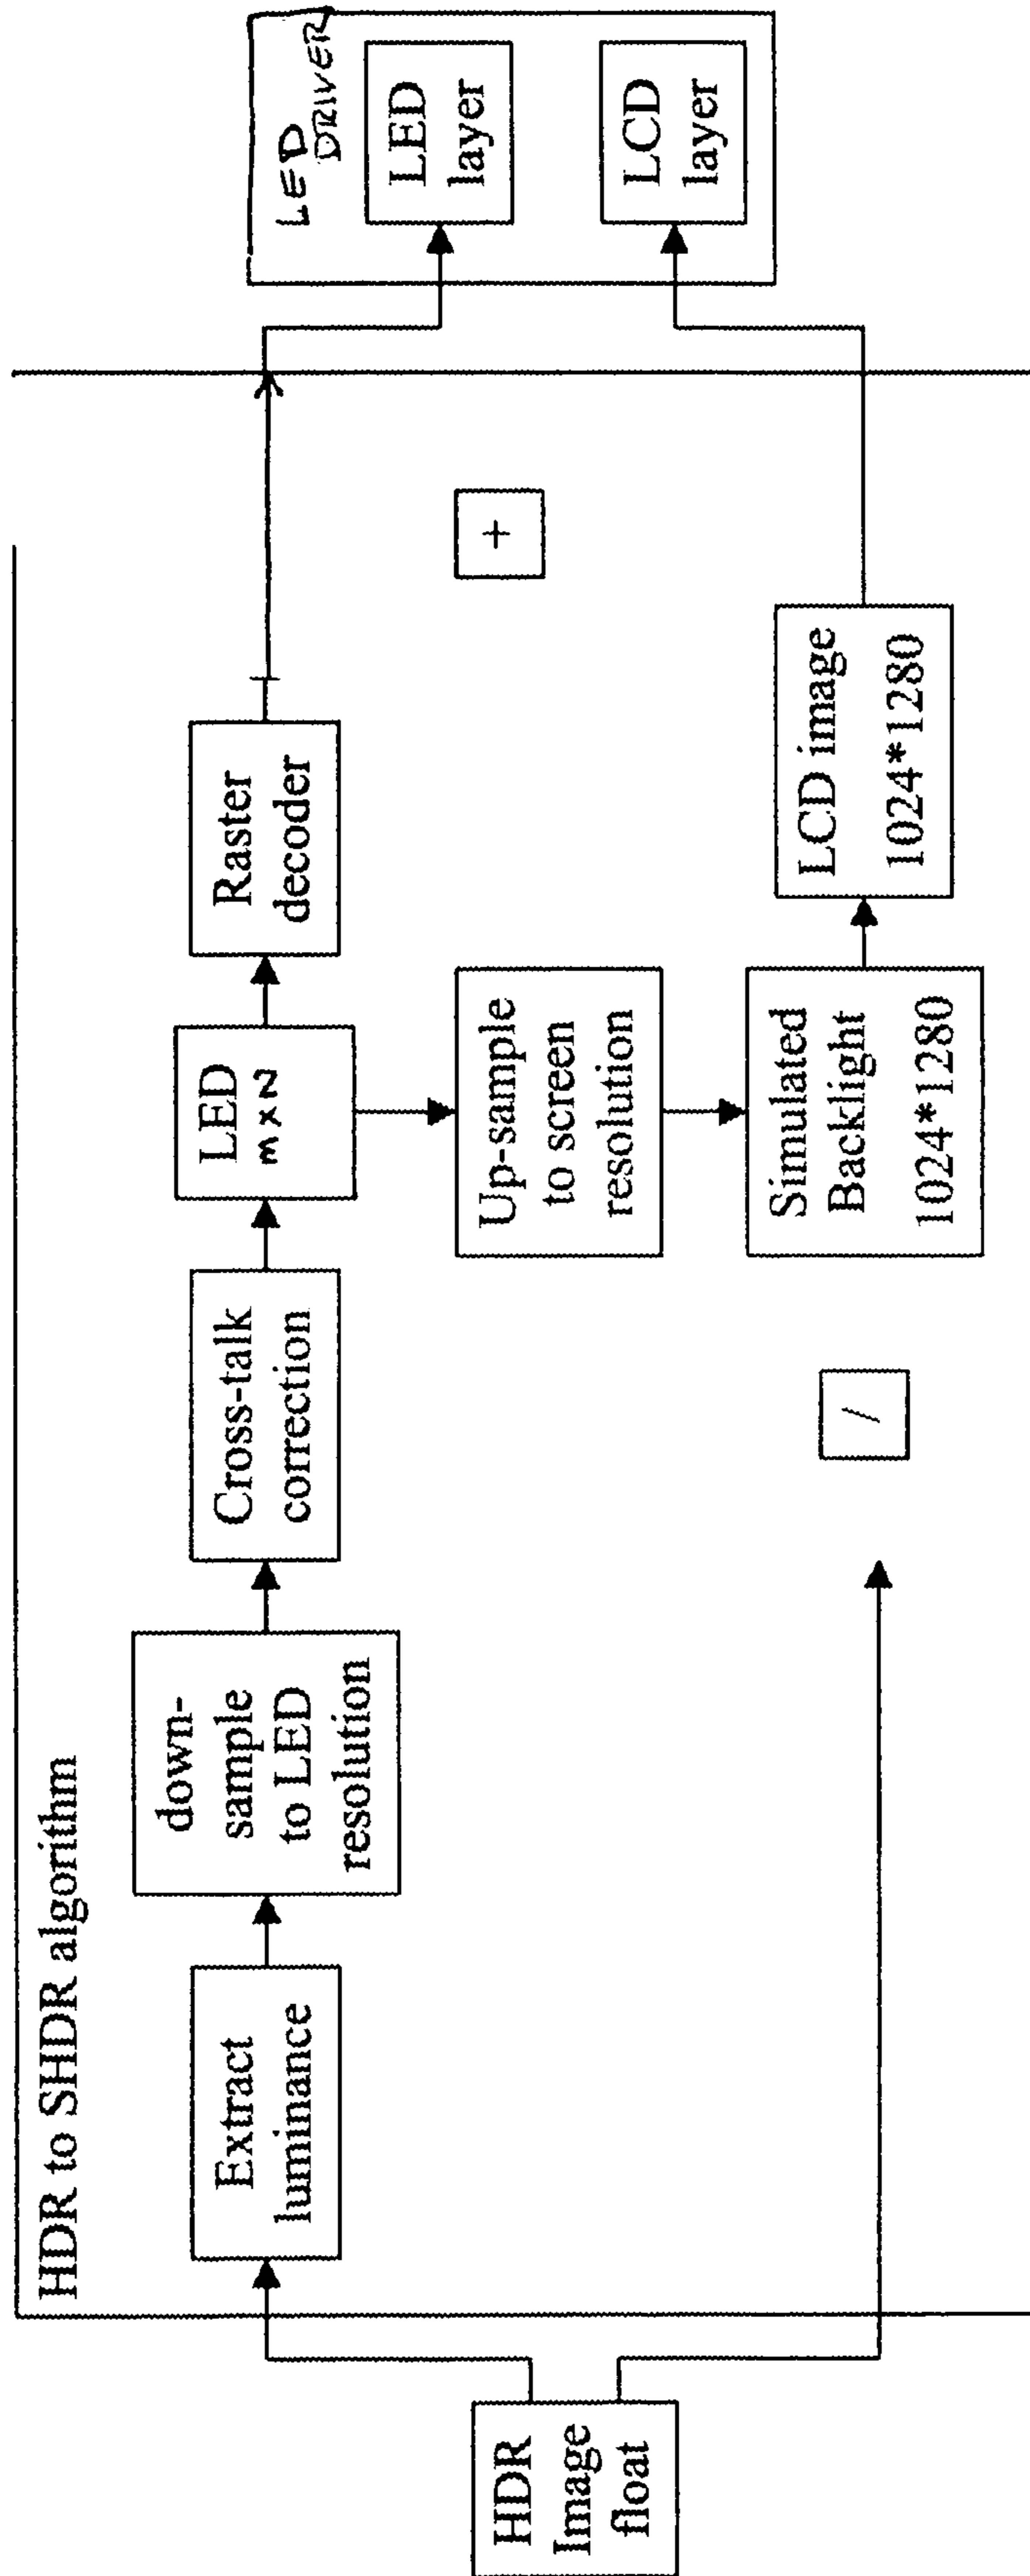 HDR to SHDR algorithm
HDR
Image
float
Extract
luminance
down-
sample
to LED
resolution
Cross-talk
correction
LED
m x N
Raster
decoder
Up-sample
to screen
resolution
Simulated
Backlight
1024*1280
/
+
LCD image
1024*1280
LED
DRIVER
LED
layer
LCD
layer